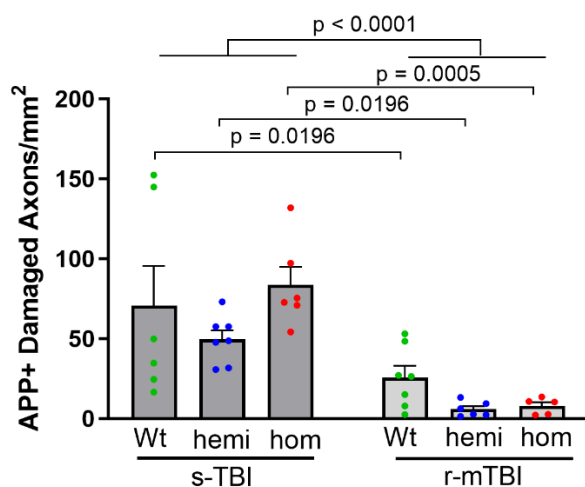 p < 0.0001
p = 0.0005
p = 0.0196
p = 0.0196
APP+ Damaged Axons/mm²
200
150
100
50
0
Wt hemi hom Wt hemi hom
s-TBI r-mTBI